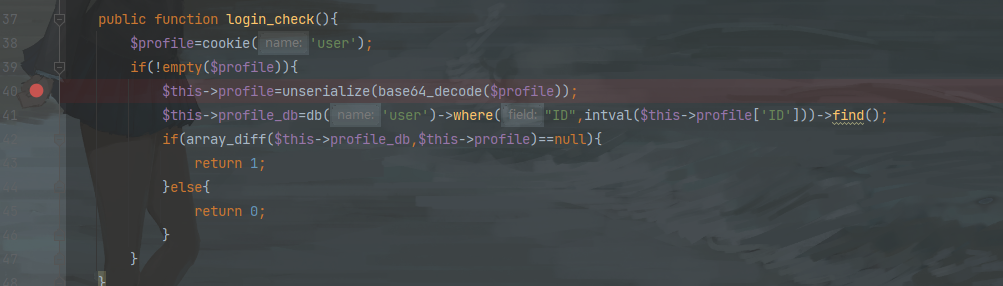 37 public function login_check(){
38 $profile=cookie( name: 'user');
39 if(!empty($profile)){
40 $this->profile=unserialize(base64_decode($profile));
41 $this->profile_db=db( name: 'user')->where( field: "ID",intval($this->profile['ID']))->find();
if(array_diff($this->profile_db,$this->profile)==null){
return 1;
}else{
return 0;
}
}
}